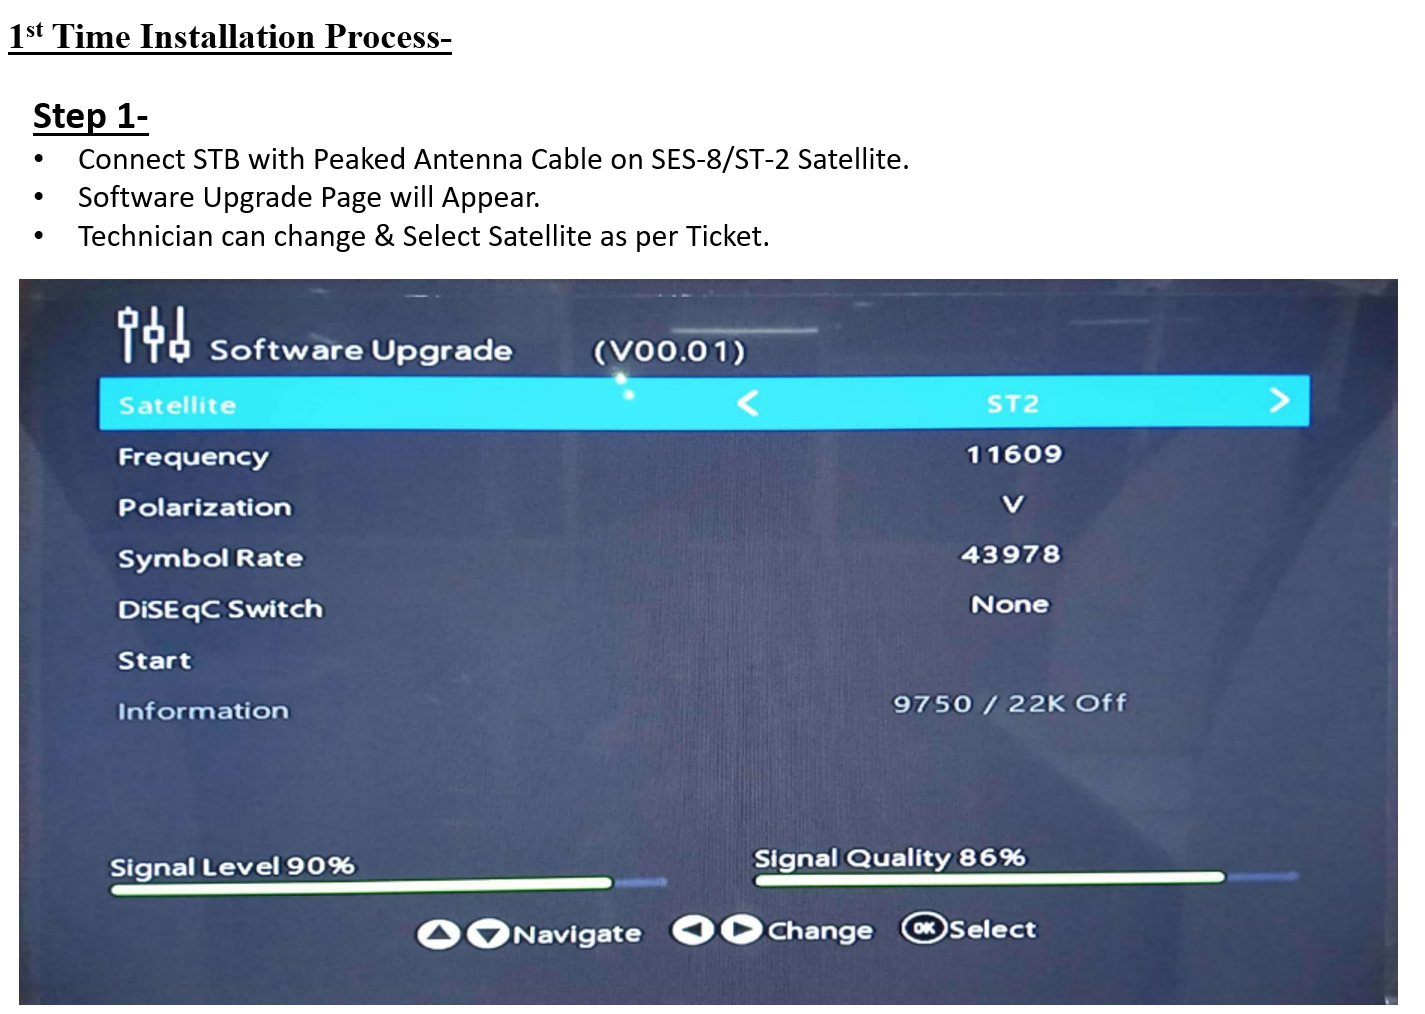 1st Time Installation Process-
Step 1-
• Connect STB with Peaked Antenna Cable on SES-8/ST-2 Satellite.
• Software Upgrade Page will Appear.
• Technician can change & Select Satellite as per Ticket.
Software Upgrade (V00.01)
Satellite < ST2 >
Frequency 11609
Polarization V
Symbol Rate 43978
DiSEqC Switch None
Start
Information 9750 / 22K Off
Signal Level 90% Signal Quality 86%
Navigate Change OK Select